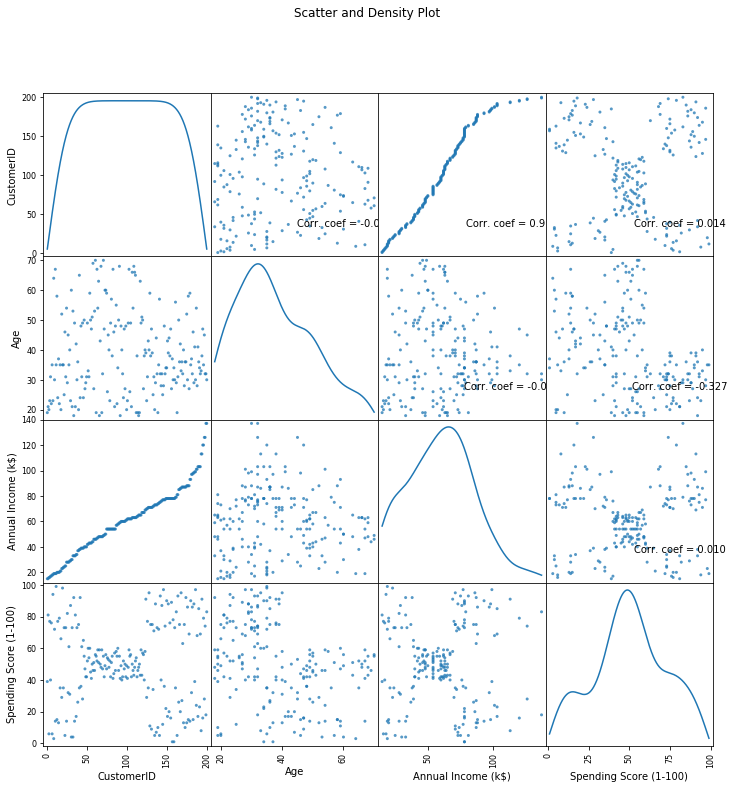 Scatter and Density Plot
200
150
100
50
0
CustomerID
Corr. coef = -0.0
Corr. coef = 0.9
Corr. coef = 0.014
70
60
50
40
30
20
Age
Corr. coef = -0.0
Corr. coef = -0.327
140
120
100
80
60
40
20
Annual Income (k$)
Corr. coef = 0.010
100
80
60
40
20
0
Spending Score (1-100)
0 50 100 150 200 20 40 60 50 100 0 25 50 75 100
CustomerID Age Annual Income (k$) Spending Score (1-100)